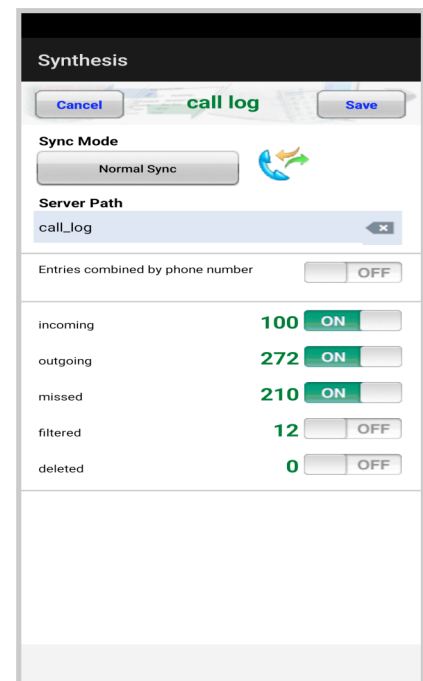 Synthesis
Cancel call log Save
Sync Mode
Normal Sync
Server Path
call_log
Entries combined by phone number OFF
incoming 100 ON
outgoing 272 ON
missed 210 ON
filtered 12 OFF
deleted 0 OFF